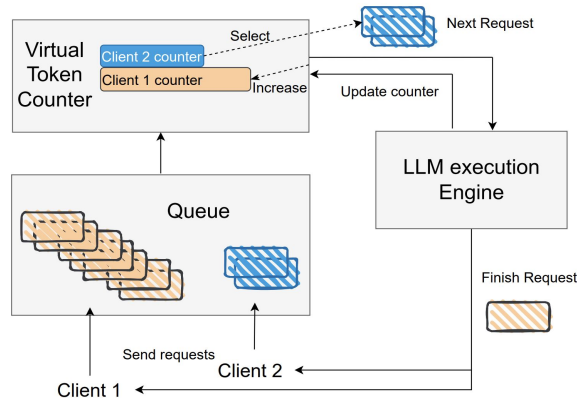 Virtual
Token
Counter
Client 2 counter
Client 1 counter
Select
Increase
Next Request
Update counter
LLM execution
Engine
Queue
Finish Request
Send requests
Client 2
Client 1